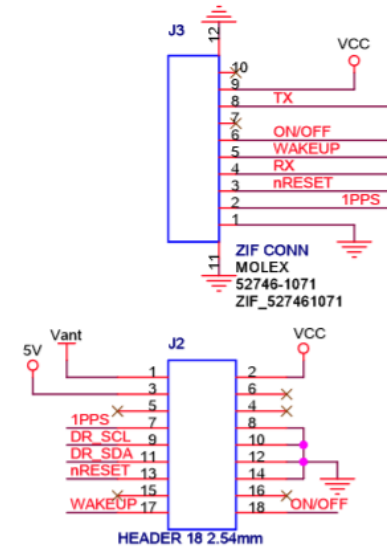 J3
12
VCC
10
9
8 TX
7
6 ON/OFF
5 WAKEUP
4 RX
3 nRESET
2 1PPS
1
11
ZIF CONN
MOLEX
52746-1071
ZIF_527461071
Vant
5V
J2
VCC
1 2
3 6
5 4
1PPS 7 8
DR_SCL 9 10
DR_SDA 11 12
nRESET 13 14
15 16
WAKEUP 17 18 ON/OFF
HEADER 18 2.54mm